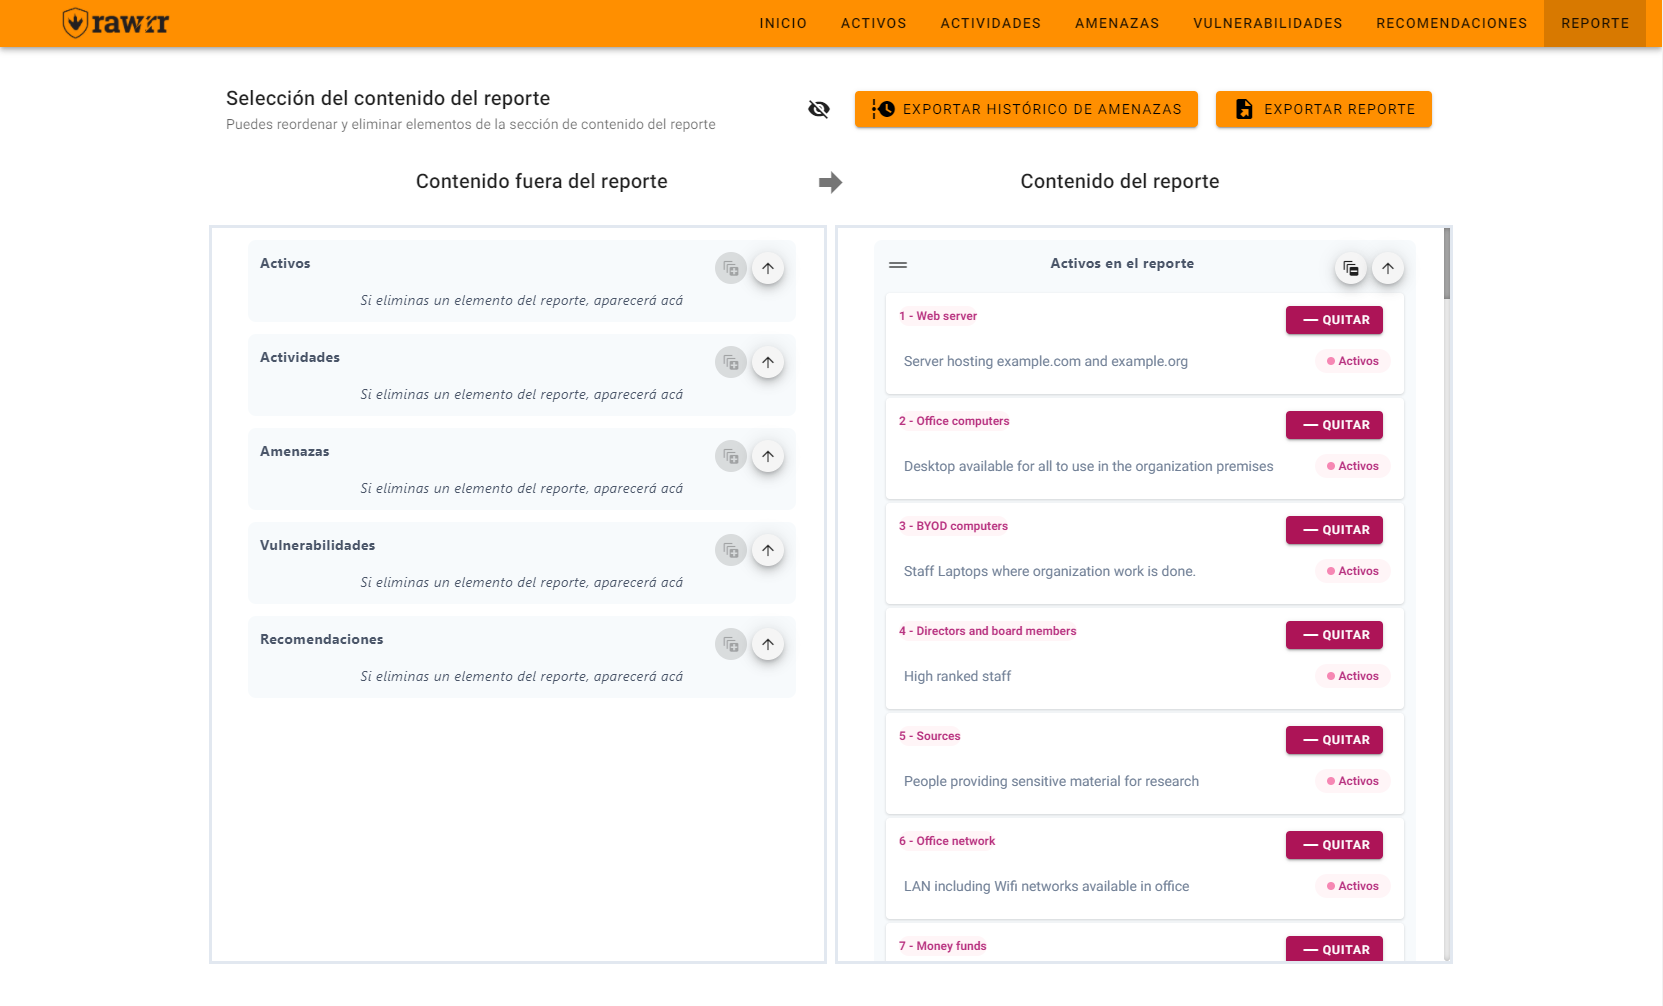 rawrr
INICIO ACTIVOS ACTIVIDADES AMENAZAS VULNERABILIDADES RECOMENDACIONES REPORTE
Selección del contenido del reporte
Puedes reordenar y eliminar elementos de la sección de contenido del reporte
EXPORTAR HISTÓRICO DE AMENAZAS
EXPORTAR REPORTE
Contenido fuera del reporte
Contenido del reporte
Activos
Si eliminas un elemento del reporte, aparecerá acá
Actividades
Si eliminas un elemento del reporte, aparecerá acá
Amenazas
Si eliminas un elemento del reporte, aparecerá acá
Vulnerabilidades
Si eliminas un elemento del reporte, aparecerá acá
Recomendaciones
Si eliminas un elemento del reporte, aparecerá acá
Activos en el reporte
1 - Web server
QUITAR
Server hosting example.com and example.org
Activos
2 - Office computers
QUITAR
Desktop available for all to use in the organization premises
Activos
3 - BYOD computers
QUITAR
Staff Laptops where organization work is done.
Activos
4 - Directors and board members
QUITAR
High ranked staff
Activos
5 - Sources
QUITAR
People providing sensitive material for research
Activos
6 - Office network
QUITAR
LAN including Wifi networks available in office
Activos
7 - Money funds
QUITAR